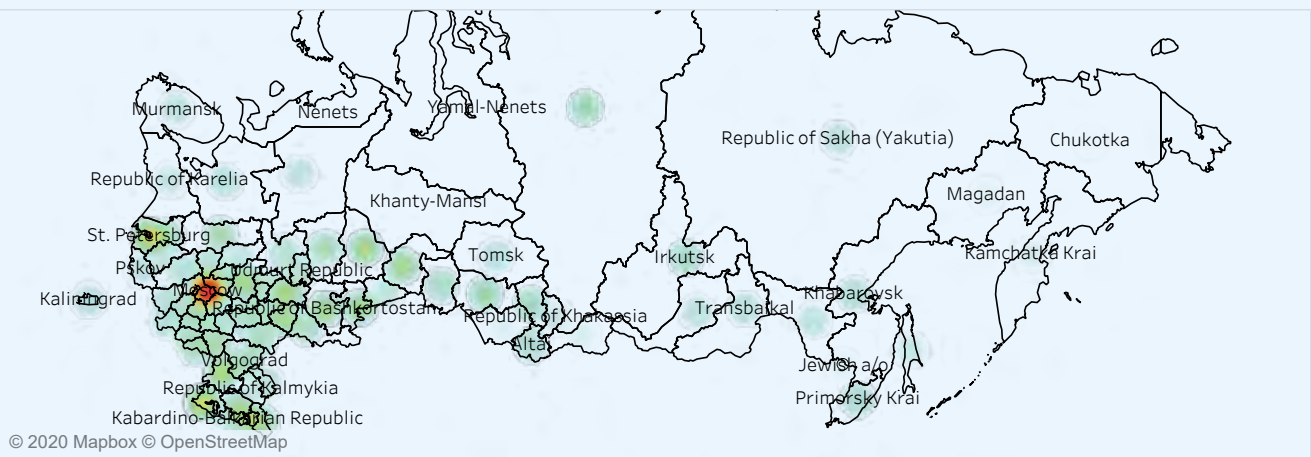 Murmansk
Nenets
Yamal-Nenets
Republic of Sakha (Yakutia)
Chukotka
Republic of Karelia
Khanty-Mansi
Magadan
St. Petersburg
Pskov
Udmurt Republic
Tomsk
Irkutsk
Kamchatka Krai
Kaliningrad
Moscow
Republic of Bashkortostan
Republic of Khakassia
Transbaikal
Khabarovsk
Altai
Volgograd
Jewish a/o
Republic of Kalmykia
Primorsky Krai
Kabardino-Balkarian Republic
© 2020 Mapbox © OpenStreetMap